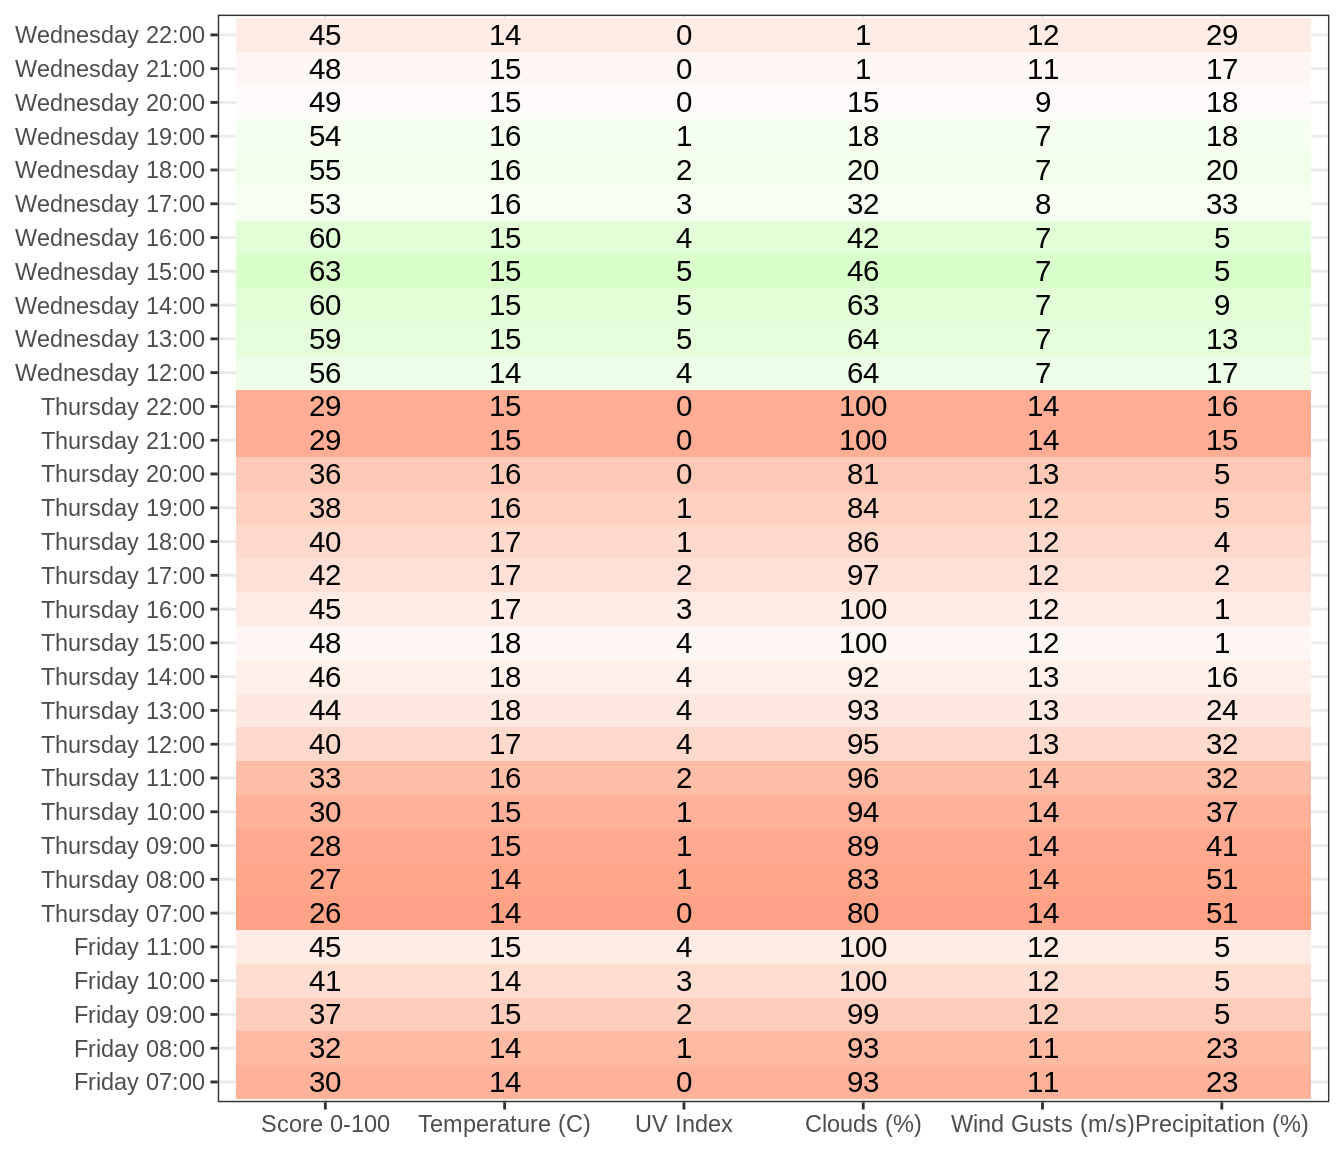 Wednesday 22:00 45 14 0 1 12 29
Wednesday 21:00 48 15 0 1 11 17
Wednesday 20:00 49 15 0 15 9 18
Wednesday 19:00 54 16 1 18 7 18
Wednesday 18:00 55 16 2 20 7 20
Wednesday 17:00 53 16 3 32 8 33
Wednesday 16:00 60 15 4 42 7 5
Wednesday 15:00 63 15 5 46 7 5
Wednesday 14:00 60 15 5 63 7 9
Wednesday 13:00 59 15 5 64 7 13
Wednesday 12:00 56 14 4 64 7 17
Thursday 22:00 29 15 0 100 14 16
Thursday 21:00 29 15 0 100 14 15
Thursday 20:00 36 16 0 81 13 5
Thursday 19:00 38 16 1 84 12 5
Thursday 18:00 40 17 1 86 12 4
Thursday 17:00 42 17 2 97 12 2
Thursday 16:00 45 17 3 100 12 1
Thursday 15:00 48 18 4 100 12 1
Thursday 14:00 46 18 4 92 13 16
Thursday 13:00 44 18 4 93 13 24
Thursday 12:00 40 17 4 95 13 32
Thursday 11:00 33 16 2 96 14 32
Thursday 10:00 30 15 1 94 14 37
Thursday 09:00 28 15 1 89 14 41
Thursday 08:00 27 14 1 83 14 51
Thursday 07:00 26 14 0 80 14 51
Friday 11:00 45 15 4 100 12 5
Friday 10:00 41 14 3 100 12 5
Friday 09:00 37 15 2 99 12 5
Friday 08:00 32 14 1 93 11 23
Friday 07:00 30 14 0 93 11 23
Score 0-100 Temperature (C) UV Index Clouds (%) Wind Gusts (m/s) Precipitation (%)